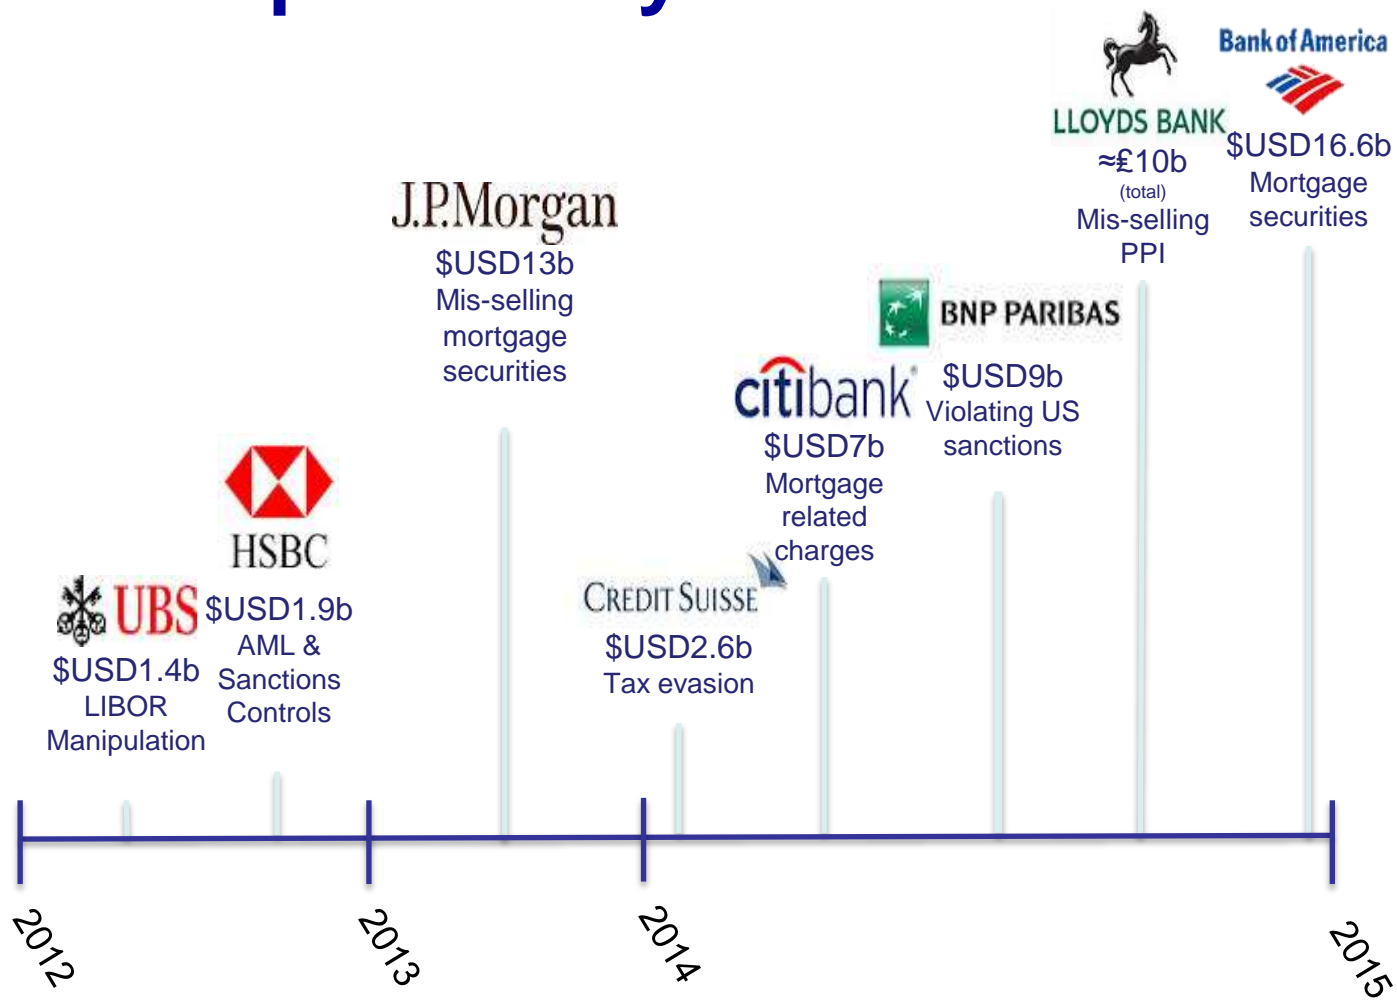 LLOYDS BANK
≈£10b
(total)
Mis-selling
PPI
Bank of America
$USD16.6b
Mortgage
securities
J.P.Morgan
$USD13b
Mis-selling
mortgage
securities
BNP PARIBAS
$USD9b
Violating US
sanctions
citibank
$USD7b
Mortgage
related
charges
HSBC
$USD1.9b
AML &
Sanctions
Controls
UBS
$USD1.4b
LIBOR
Manipulation
CREDIT SUISSE
$USD2.6b
Tax evasion
2012
2013
2014
2015